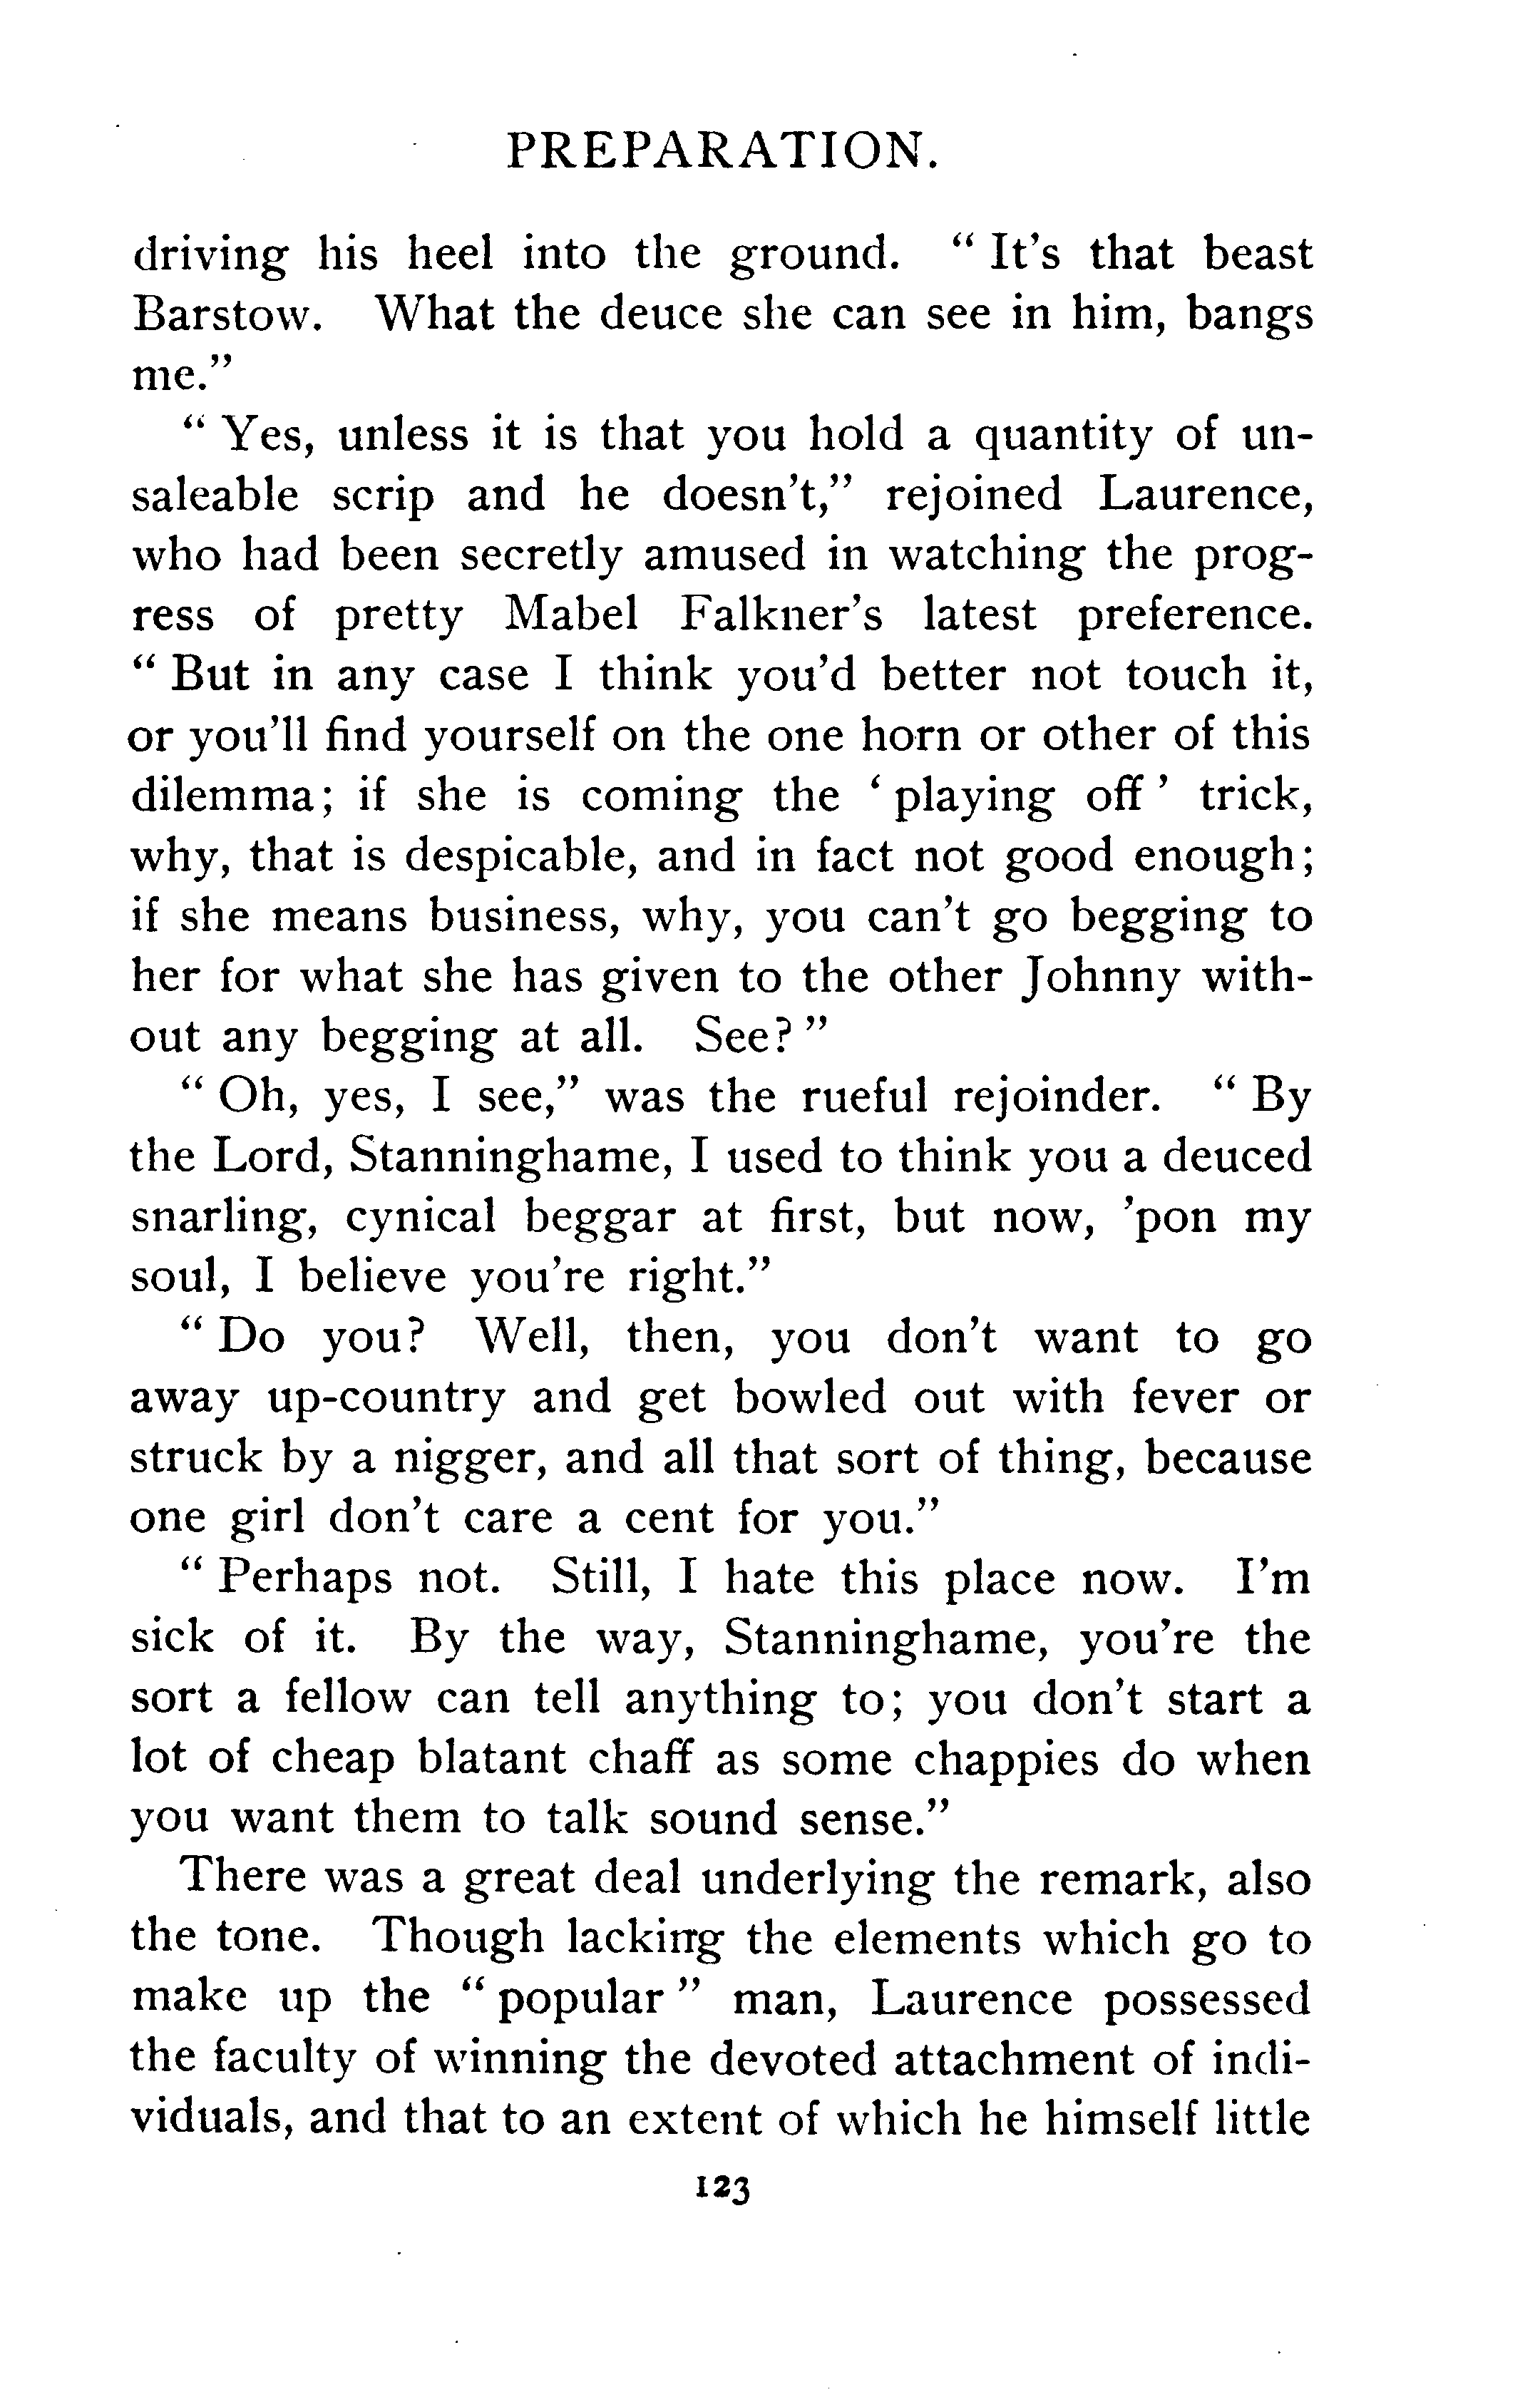 PREPARATION.
driving his heel into the ground. "It's that beast
Barstow. What the deuce she can see in him, bangs
me."
"Yes, unless it is that you hold a quantity of un-
saleable scrip and he doesn't," rejoined Laurence,
who had been secretly amused in watching the prog-
ress of pretty Mabel Falkner's latest preference.
"But in any case I think you'd better not touch it,
or you'll find yourself on the one horn or other of this
dilemma; if she is coming the 'playing off' trick,
why, that is despicable, and in fact not good enough;
if she means business, why, you can't go begging to
her for what she has given to the other Johnny with-
out any begging at all. See?"
"Oh, yes, I see," was the rueful rejoinder. "By
the Lord, Stanninghame, I used to think you a deuced
snarling, cynical beggar at first, but now, 'pon my
soul, I believe you're right."
"Do you? Well, then, you don't want to go
away up-country and get bowled out with fever or
struck by a nigger, and all that sort of thing, because
one girl don't care a cent for you."
"Perhaps not. Still, I hate this place now. I'm
sick of it. By the way, Stanninghame, you're the
sort a fellow can tell anything to; you don't start a
lot of cheap blatant chaff as some chappies do when
you want them to talk sound sense."
There was a great deal underlying the remark, also
the tone. Though lacking the elements which go to
make up the "popular" man, Laurence possessed
the faculty of winning the devoted attachment of indi-
viduals, and that to an extent of which he himself little
123